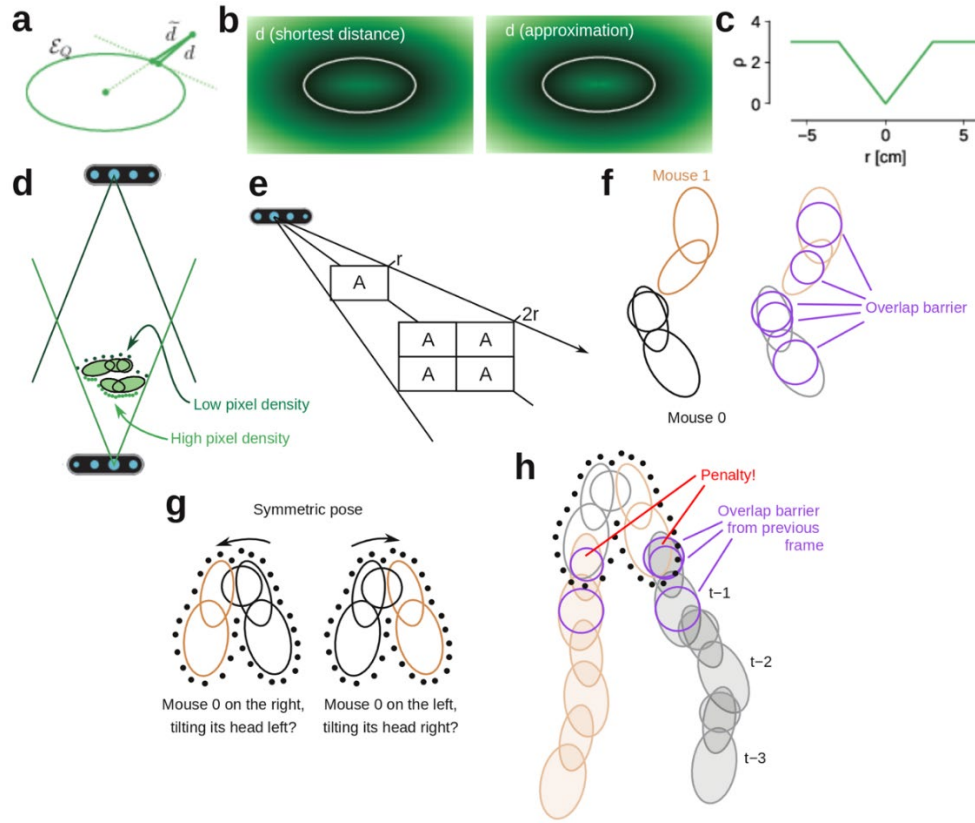 a
ℰ_Q
d̃
d
b
d (shortest distance)
d (approximation)
c
ρ
4
2
0
−5
0
5
r [cm]
d
Low pixel density
High pixel density
e
r
A
2r
A A
A A
f
Mouse 1
Mouse 0
Overlap barrier
g
Symmetric pose
Mouse 0 on the right,
tilting its head left?
Mouse 0 on the left,
tilting its head right?
h
Penalty!
Overlap barrier
from previous
frame
t−1
t−2
t−3